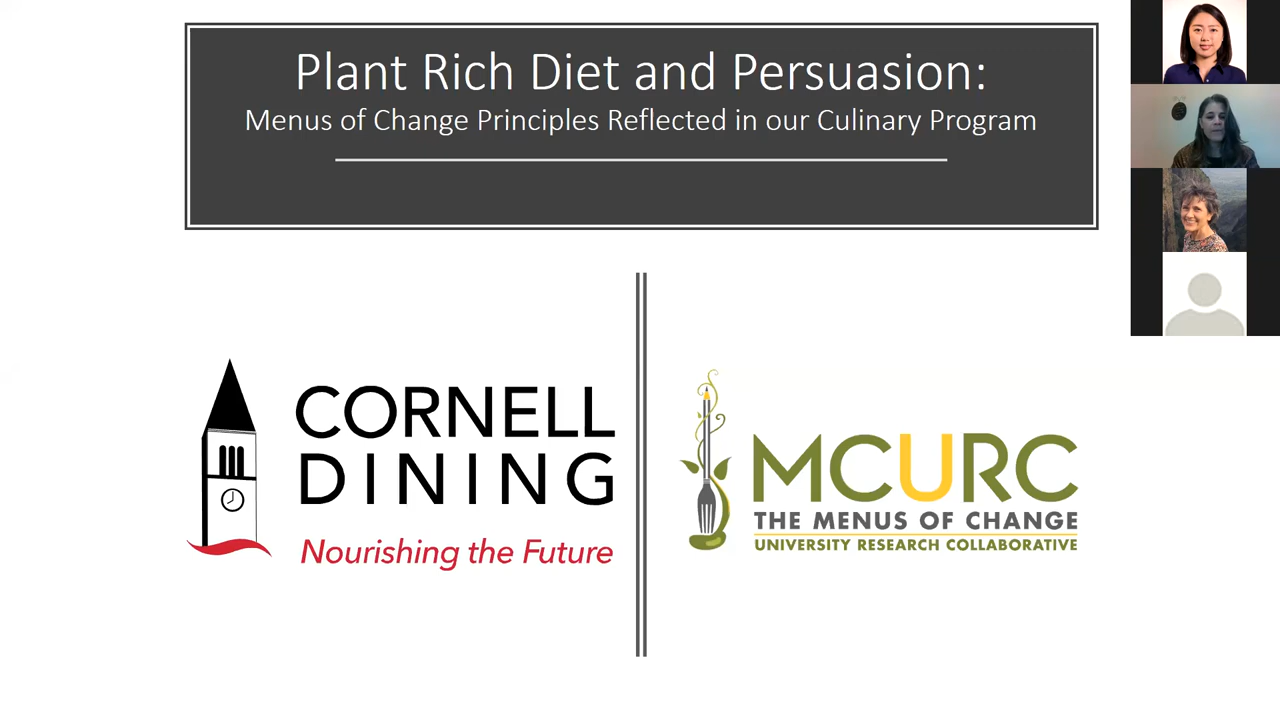 Plant Rich Diet and Persuasion:
Menus of Change Principles Reflected in our Culinary Program
CORNELL
DINING
Nourishing the Future
MCURC
THE MENUS OF CHANGE
UNIVERSITY RESEARCH COLLABORATIVE